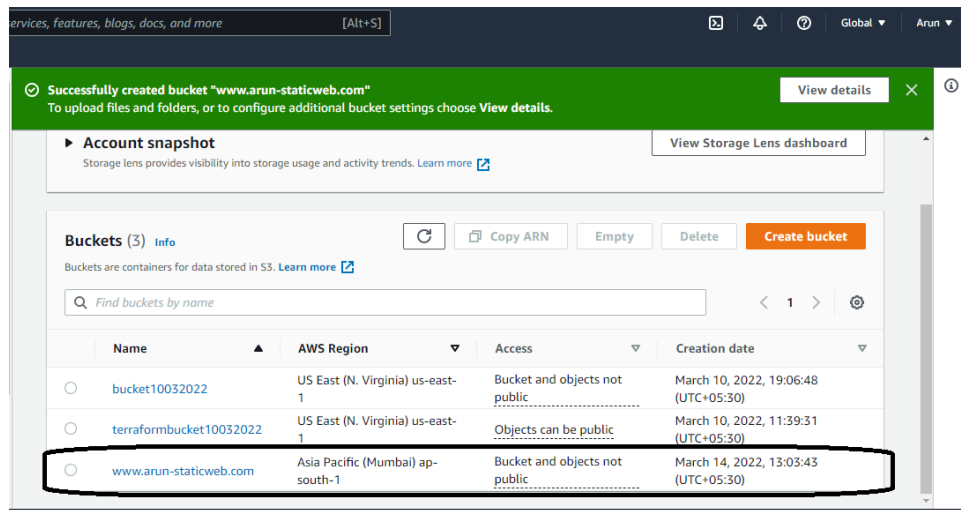 ervices, features, blogs, docs, and more [Alt+S] Global ▼ Arun ▼
Successfully created bucket "www.arun-staticweb.com"
To upload files and folders, or to configure additional bucket settings choose View details.
View details
Account snapshot
Storage lens provides visibility into storage usage and activity trends. Learn more
View Storage Lens dashboard
Buckets (3) Info
Copy ARN Empty Delete Create bucket
Buckets are containers for data stored in S3. Learn more
Find buckets by name
1
Name AWS Region Access Creation date
bucket10032022 US East (N. Virginia) us-east-
1 Bucket and objects not
public March 10, 2022, 19:06:48
(UTC+05:30)
terraformbucket10032022 US East (N. Virginia) us-east-
1 Objects can be public March 10, 2022, 11:39:31
(UTC+05:30)
www.arun-staticweb.com Asia Pacific (Mumbai) ap-
south-1 Bucket and objects not
public March 14, 2022, 13:03:43
(UTC+05:30)